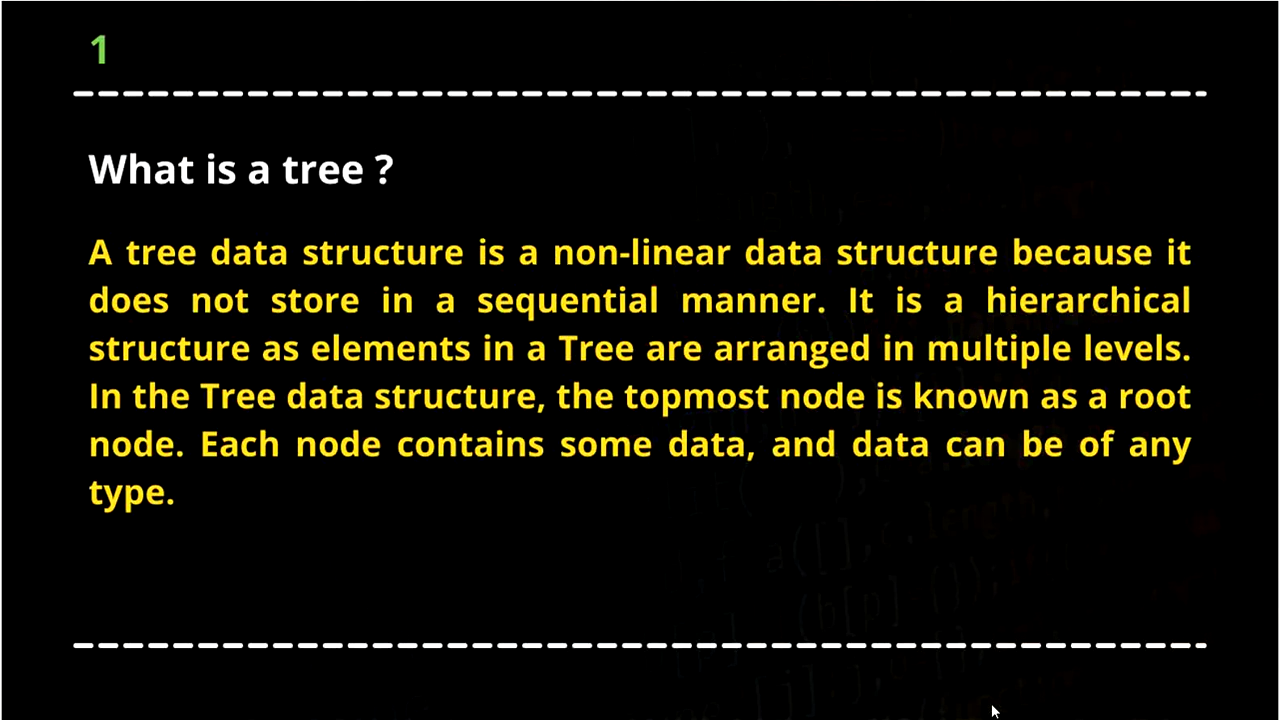 1
What is a tree ?
A tree data structure is a non-linear data structure because it
does not store in a sequential manner. It is a hierarchical
structure as elements in a Tree are arranged in multiple levels.
In the Tree data structure, the topmost node is known as a root
node. Each node contains some data, and data can be of any
type.